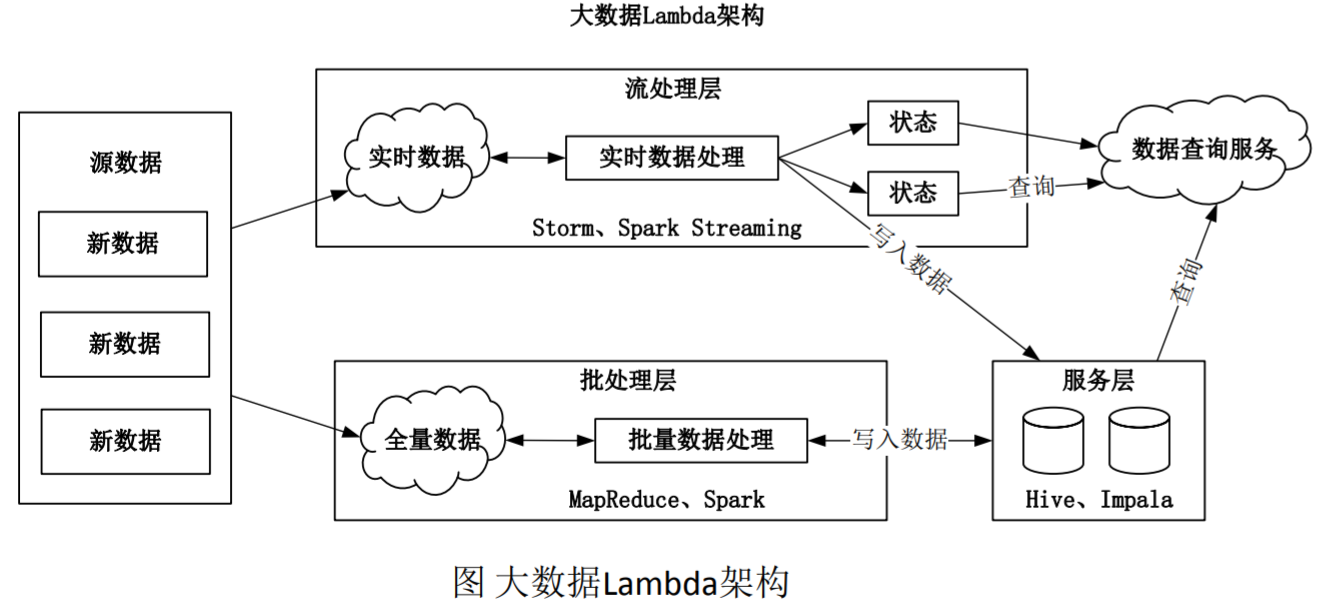 大数据Lambda架构
源数据
新数据
新数据
新数据
流处理层
实时数据
实时数据处理
状态
状态
Storm、Spark Streaming
查询
数据查询服务
写入数据
查询
批处理层
全量数据
批量数据处理
MapReduce、Spark
写入数据
服务层
Hive、Impala
图 大数据Lambda架构